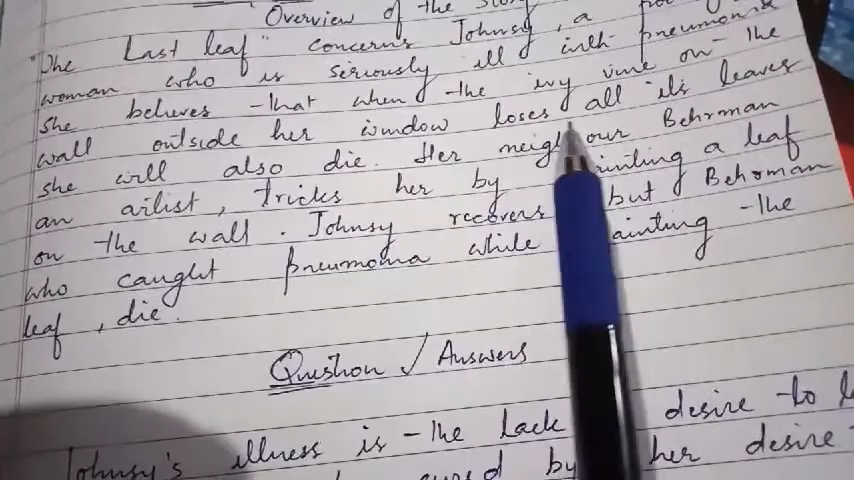 Overview of the Story
"The Last leaf" concerns Johnsy, a
woman who is seriously ill with pneumonia
She believes that when the ivy vine on the
wall outside her window loses all its leaves
she will also die. Her neighbour Behrman
an artist, tricks her by painting a leaf
on the wall. Johnsy recovers but Behrman
who caught pneumonia while painting the
leaf, die.
Question / Answers
Johnsy's illness is the lack desire to
by her desire